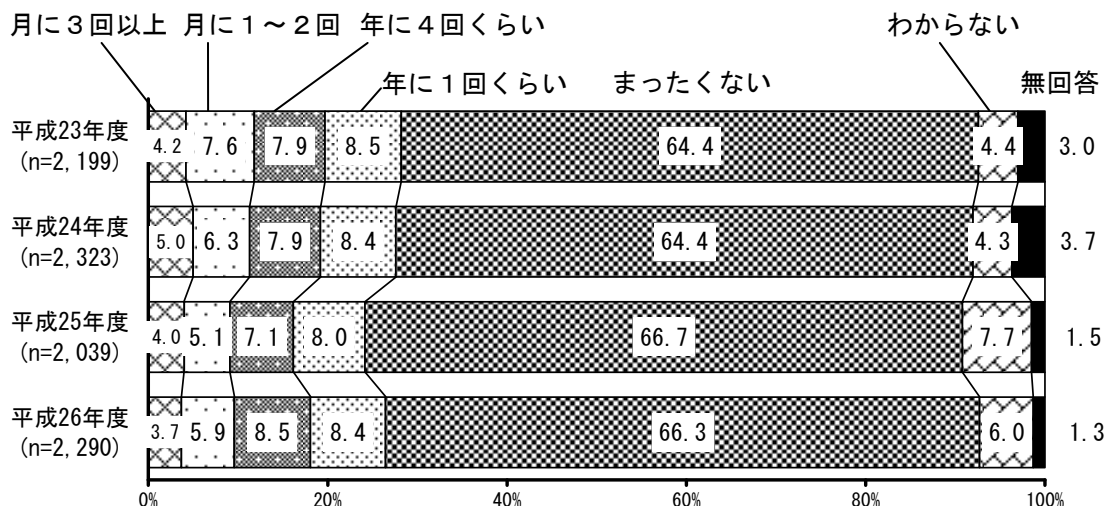 月に３回以上 月に１～２回 年に４回くらい わからない
年に１回くらい まったくない 無回答
平成23年度
(n=2,199)
4.2 7.6 7.9 8.5 64.4 4.4 3.0
平成24年度
(n=2,323)
5.0 6.3 7.9 8.4 64.4 4.3 3.7
平成25年度
(n=2,039)
4.0 5.1 7.1 8.0 66.7 7.7 1.5
平成26年度
(n=2,290)
3.7 5.9 8.5 8.4 66.3 6.0 1.3
0% 20% 40% 60% 80% 100%